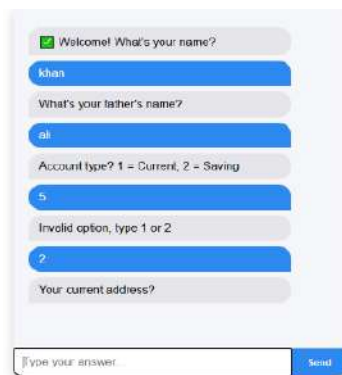 Welcome! What's your name?
khan
What's your father's name?
ali
Account type? 1 = Current, 2 = Saving
5
Invalid option, type 1 or 2
2
Your current address?
Type your answer...
Send